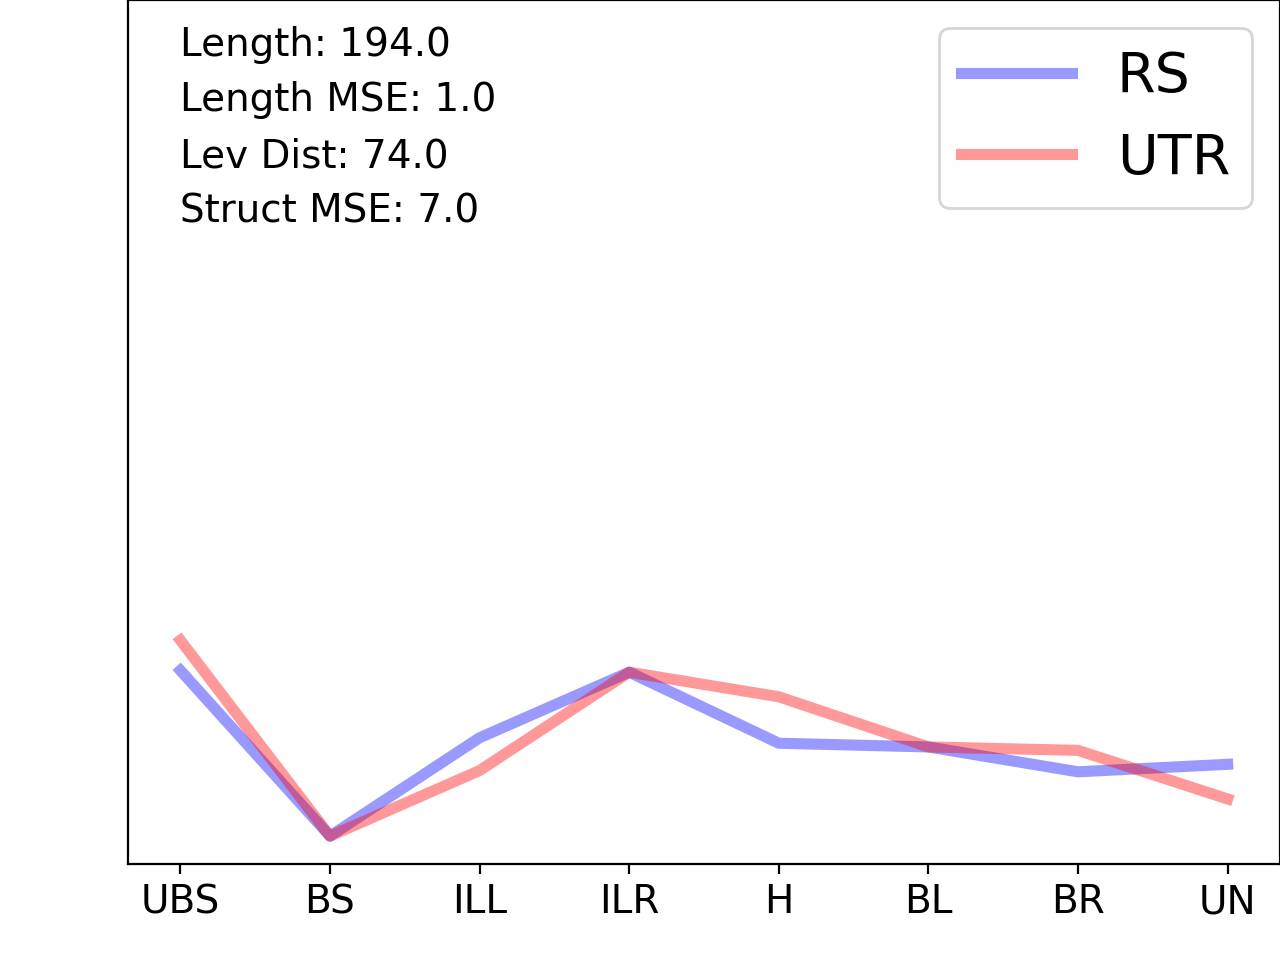 Length: 194.0
Length MSE: 1.0
Lev Dist: 74.0
Struct MSE: 7.0
RS
UTR
UBS BS ILL ILR H BL BR UN